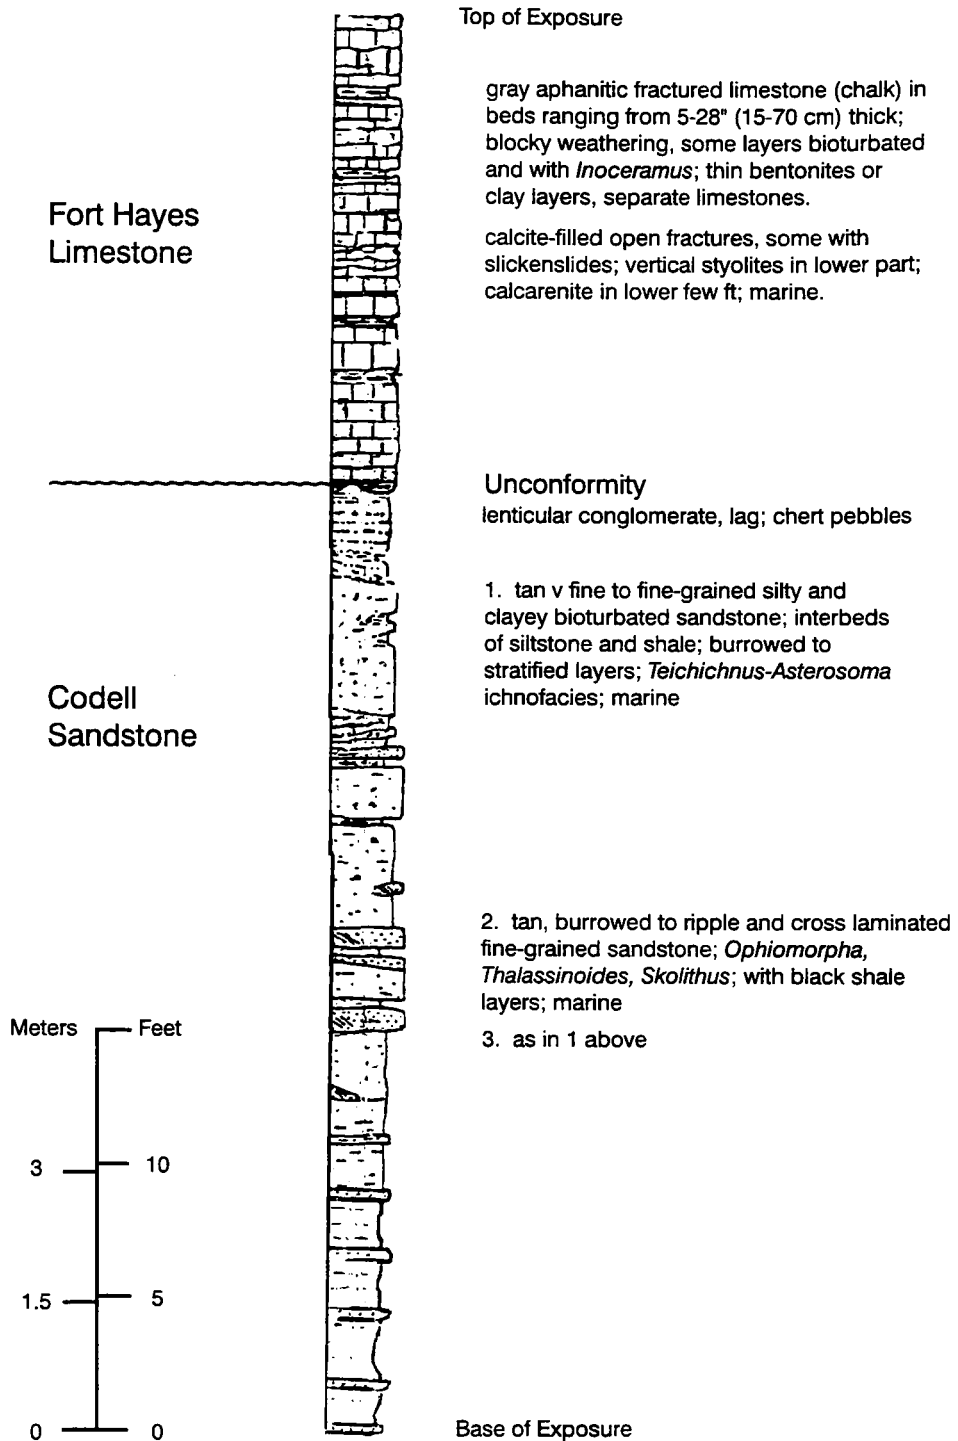 Top of Exposure
gray aphanitic fractured limestone (chalk) in
beds ranging from 5-28" (15-70 cm) thick;
blocky weathering, some layers bioturbated
and with Inoceramus; thin bentonites or
clay layers, separate limestones.
Fort Hayes
Limestone
calcite-filled open fractures, some with
slickenslides; vertical styolites in lower part;
calcarenite in lower few ft; marine.
Unconformity
lenticular conglomerate, lag; chert pebbles
1. tan v fine to fine-grained silty and
clayey bioturbated sandstone; interbeds
of siltstone and shale; burrowed to
stratified layers; Teichichnus-Asterosoma
ichnofacies; marine
Codell
Sandstone
2. tan, burrowed to ripple and cross laminated
fine-grained sandstone; Ophiomorpha,
Thalassinoides, Skolithus; with black shale
layers; marine
3. as in 1 above
Meters Feet
3 10
1.5 5
0 0
Base of Exposure